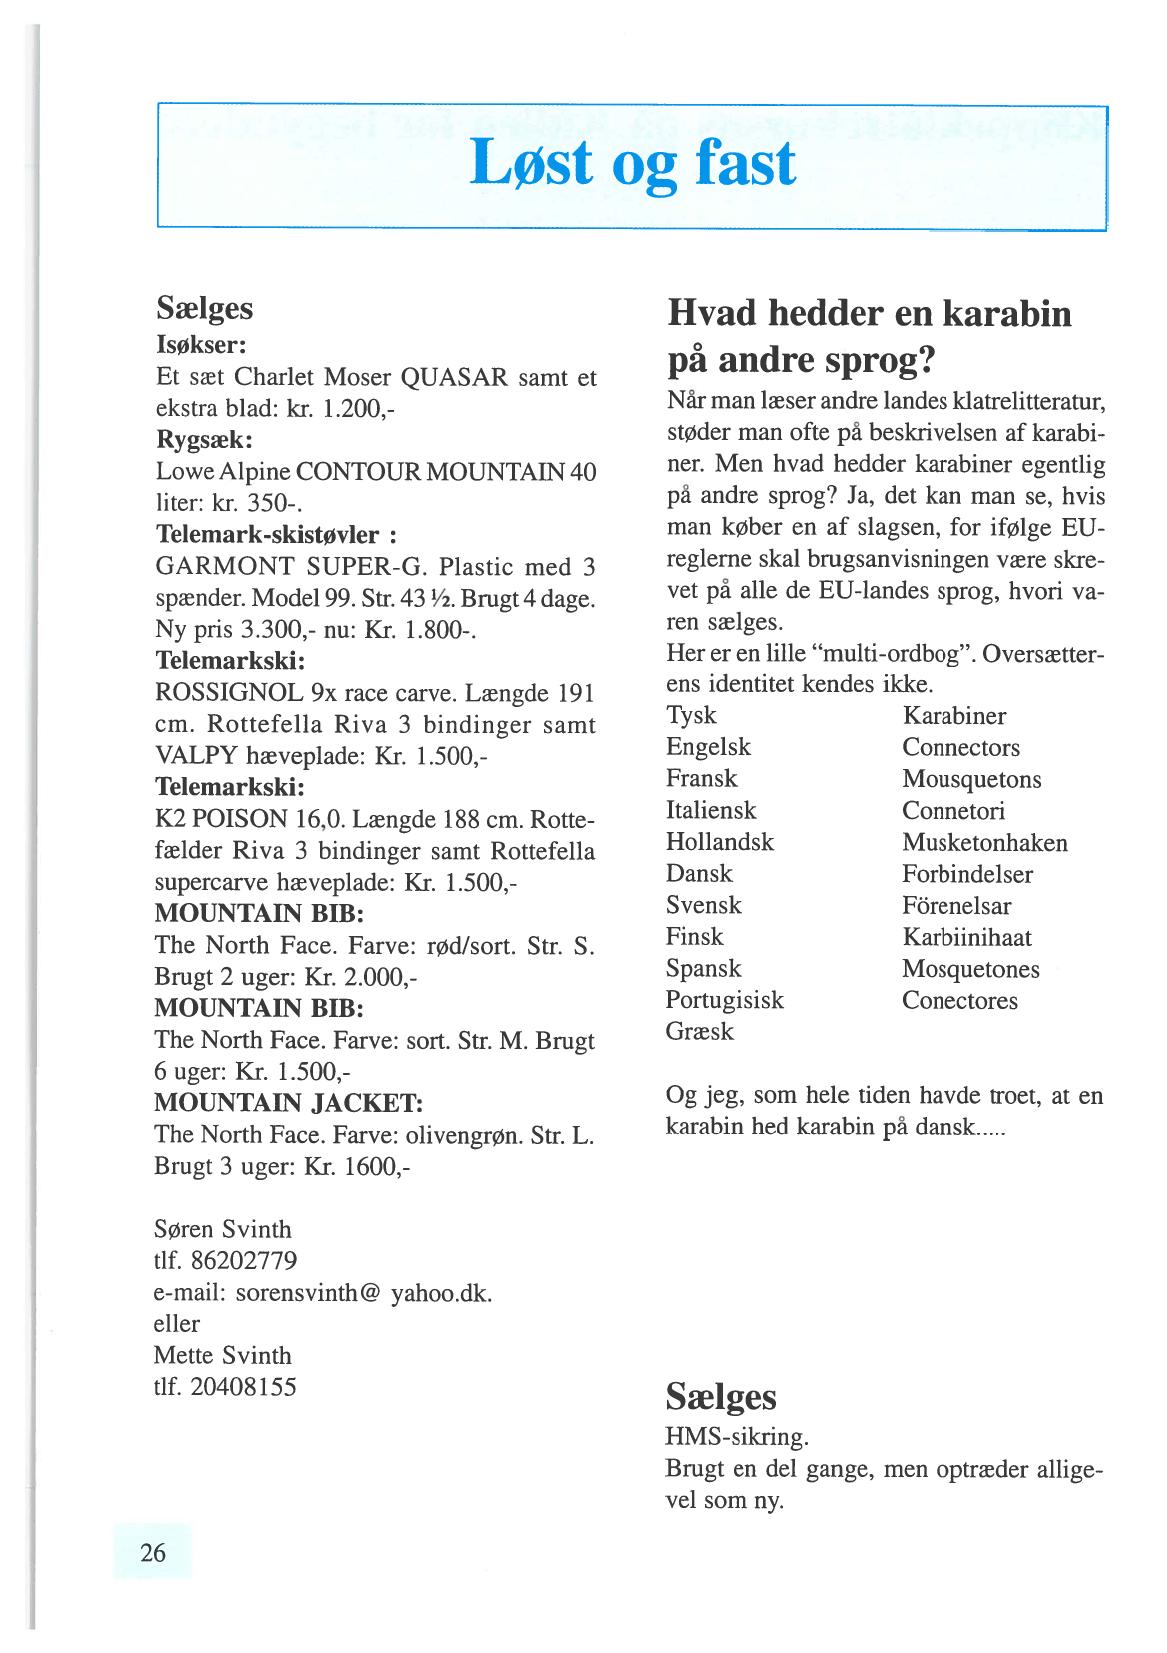 Løst og fast
Sælges
Isøkser:
Et sæt Charlet Moser QUASAR samt et
ekstra blad: kr. 1.200,-
Rygsæk:
Lowe Alpine CONTOUR MOUNTAIN 40
liter: kr. 350-.
Telemark-skistøvler :
GARMONT SUPER-G. Plastic med 3
spænder. Model 99. Str. 43 ½. Brugt 4 dage.
Ny pris 3.300,- nu: Kr. 1.800-.
Telemarkski:
ROSSIGNOL 9x race carve. Længde 191
cm. Rottefella Riva 3 bindinger samt
VALPY hæveplade: Kr. 1.500,-
Telemarkski:
K2 POISON 16,0. Længde 188 cm. Rotte-
fælder Riva 3 bindinger samt Rottefella
supercarve hæveplade: Kr. 1.500,-
MOUNTAIN BIB:
The North Face. Farve: rød/sort. Str. S.
Brugt 2 uger: Kr. 2.000,-
MOUNTAIN BIB:
The North Face. Farve: sort. Str. M. Brugt
6 uger: Kr. 1.500,-
MOUNTAIN JACKET:
The North Face. Farve: olivengrøn. Str. L.
Brugt 3 uger: Kr. 1600,-
Søren Svinth
tlf. 86202779
e-mail: sorensvinth@ yahoo.dk.
eller
Mette Svinth
tlf. 20408155
Hvad hedder en karabin
på andre sprog?
Når man læser andre landes klatrelitteratur,
støder man ofte på beskrivelsen af karabi-
ner. Men hvad hedder karabiner egentlig
på andre sprog? Ja, det kan man se, hvis
man køber en af slagsen, for ifølge EU-
reglerne skal brugsanvisningen være skre-
vet på alle de EU-landes sprog, hvori va-
ren sælges.
Her er en lille “multi-ordbog”. Oversætter-
ens identitet kendes ikke.
Tysk Karabiner
Engelsk Connectors
Fransk Mousquetons
Italiensk Connetori
Hollandsk Musketonhaken
Dansk Forbindelser
Svensk Förenelsar
Finsk Karbiinihaat
Spansk Mosquetones
Portugisisk Conectores
Græsk
Og jeg, som hele tiden havde troet, at en
karabin hed karabin på dansk.....
Sælges
HMS-sikring.
Brugt en del gange, men optræder allige-
vel som ny.
26